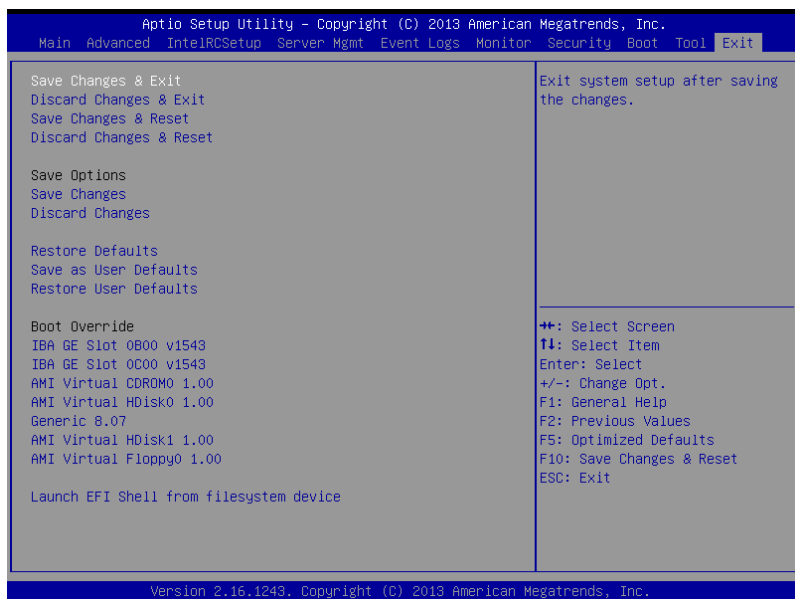 Aptio Setup Utility – Copyright (C) 2013 American Megatrends, Inc.
Main Advanced IntelRCSetup Server Mgmt Event Logs Monitor Security Boot Tool Exit
Save Changes & Exit
Discard Changes & Exit
Save Changes & Reset
Discard Changes & Reset
Save Options
Save Changes
Discard Changes
Restore Defaults
Save as User Defaults
Restore User Defaults
Boot Override
IBA GE Slot 0B00 v1543
IBA GE Slot 0C00 v1543
AMI Virtual CDROM0 1.00
AMI Virtual HDisk0 1.00
Generic 8.07
AMI Virtual HDisk1 1.00
AMI Virtual Floppy0 1.00
Launch EFI Shell from filesystem device
Exit system setup after saving
the changes.
→←: Select Screen
↑↓: Select Item
Enter: Select
+/-: Change Opt.
F1: General Help
F2: Previous Values
F5: Optimized Defaults
F10: Save Changes & Reset
ESC: Exit
Version 2.16.1243. Copyright (C) 2013 American Megatrends, Inc.